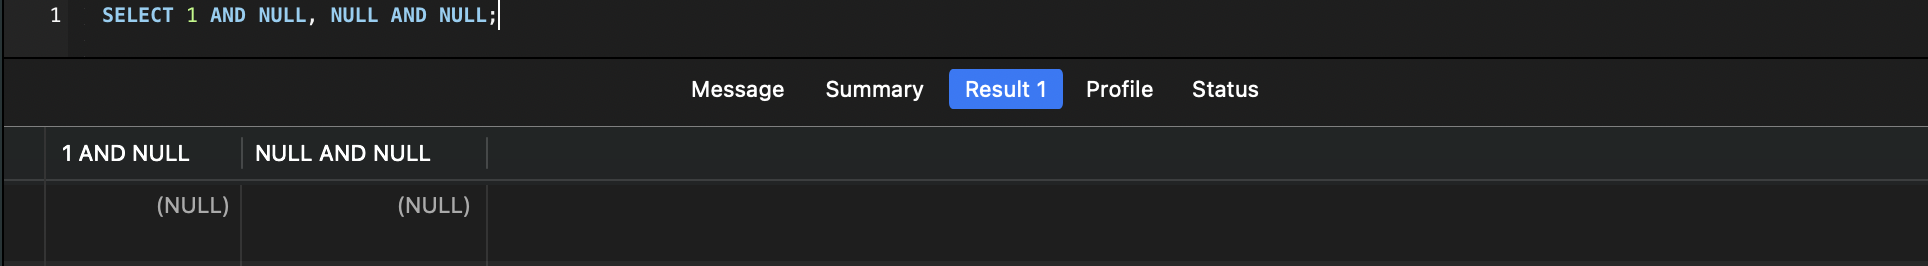 1 SELECT 1 AND NULL, NULL AND NULL;
Message Summary Result 1 Profile Status
1 AND NULL NULL AND NULL
(NULL) (NULL)